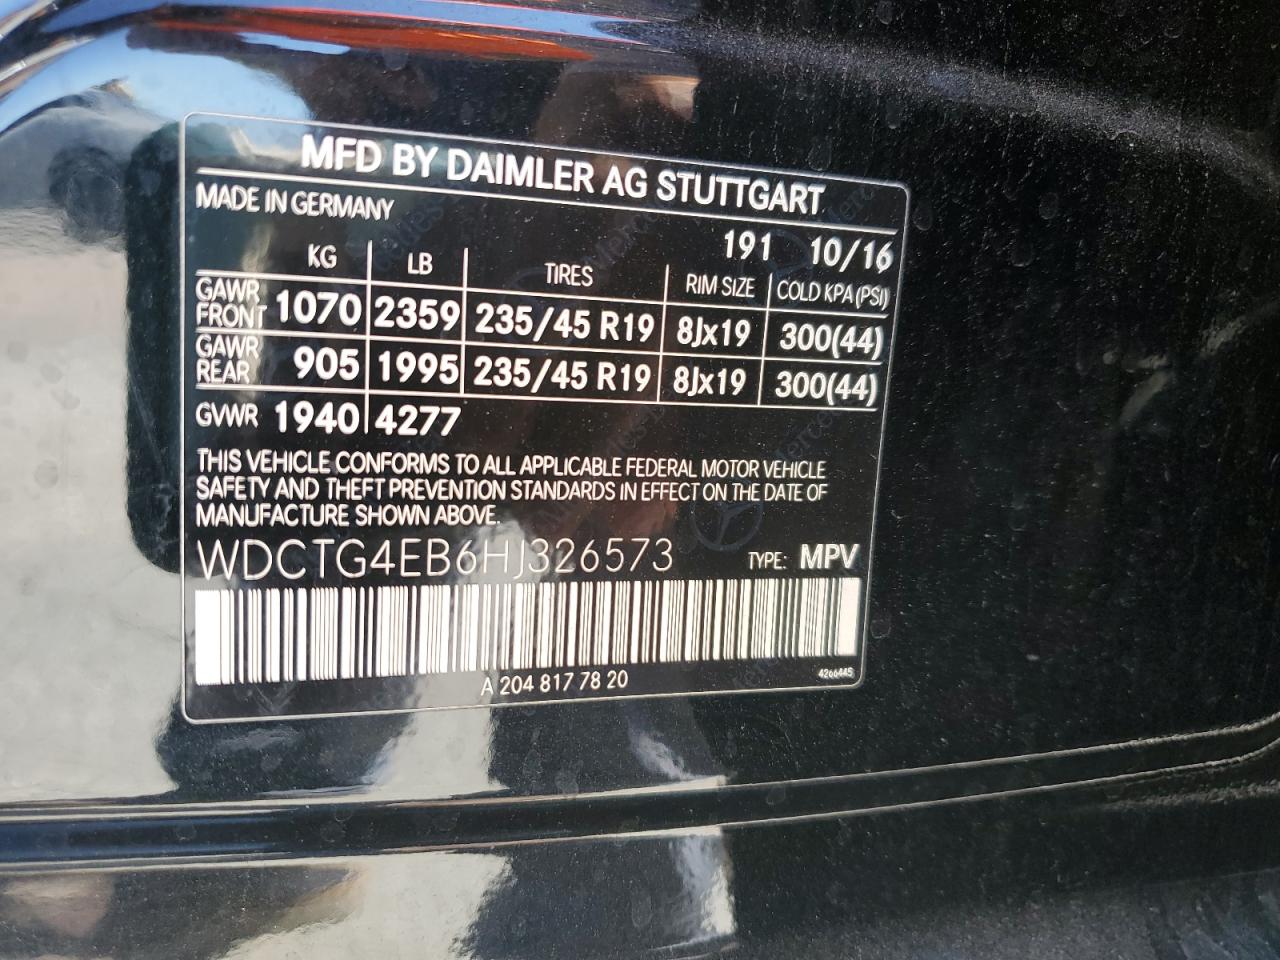 MFD BY DAIMLER AG STUTTGART
MADE IN GERMANY
191 10/16
KG LB TIRES RIM SIZE COLD KPA (PSI)
GAWR FRONT 1070 2359 235/45 R19 8Jx19 300(44)
GAWR REAR 905 1995 235/45 R19 8Jx19 300(44)
GVWR 1940 4277
THIS VEHICLE CONFORMS TO ALL APPLICABLE FEDERAL MOTOR VEHICLE
SAFETY AND THEFT PREVENTION STANDARDS IN EFFECT ON THE DATE OF
MANUFACTURE SHOWN ABOVE.
WDCTG4EB6HJ326573 TYPE: MPV
A 204 817 78 20
4266445